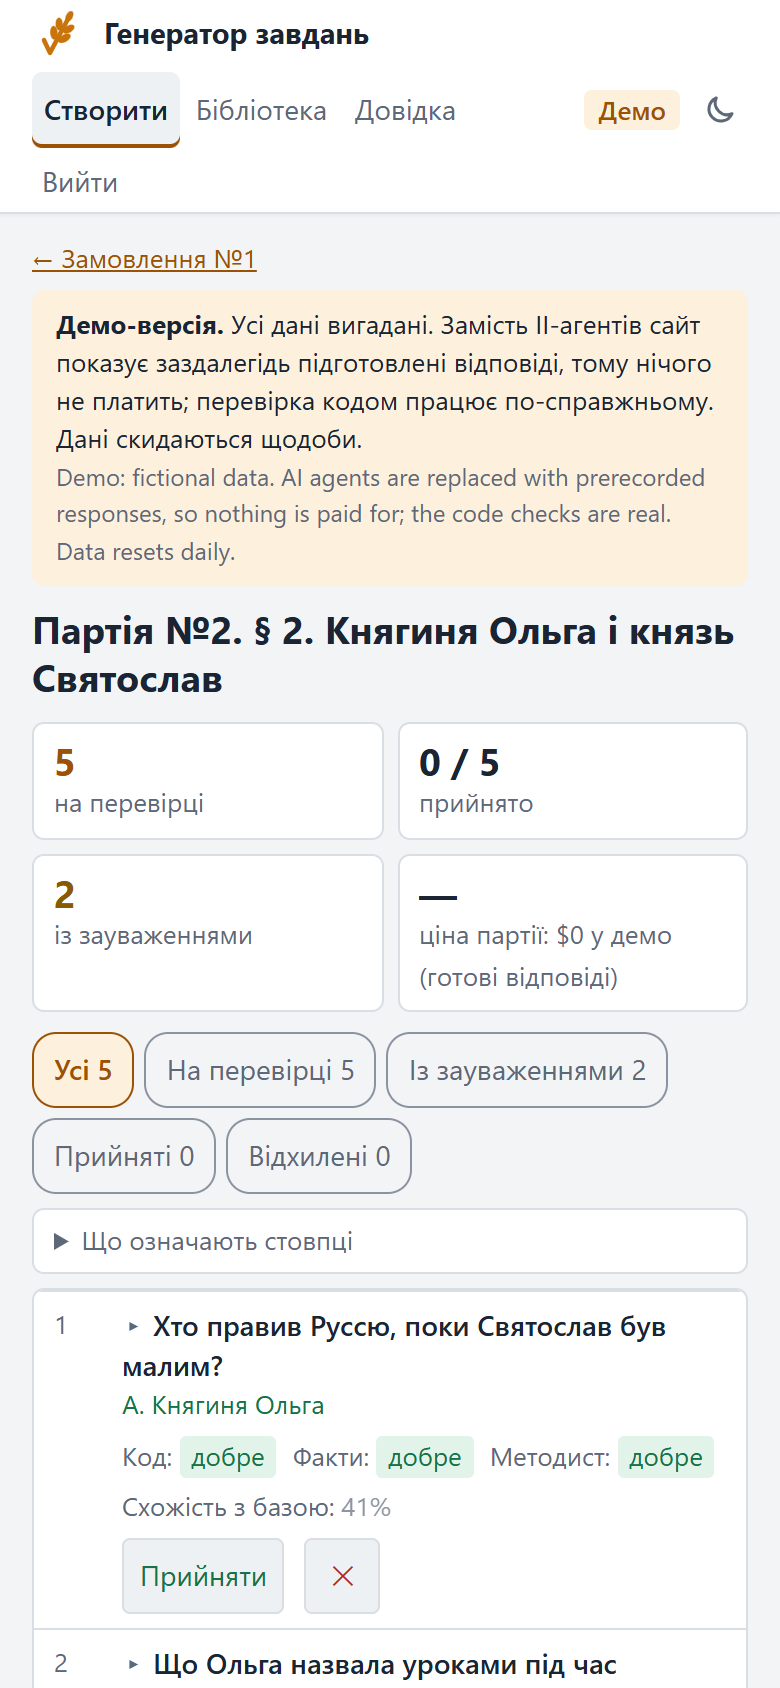 Генератор завдань
Створити Бібліотека Довідка Демо
Вийти
← Замовлення №1
Демо-версія. Усі дані вигадані. Замість ІІ-агентів сайт
показує заздалегідь підготовлені відповіді, тому нічого
не платить; перевірка кодом працює по-справжньому.
Дані скидаються щодоби.
Demo: fictional data. AI agents are replaced with prerecorded
responses, so nothing is paid for; the code checks are real.
Data resets daily.
Партія №2. § 2. Княгиня Ольга і князь
Святослав
5
на перевірці
0 / 5
прийнято
2
із зауваженнями
—
ціна партії: $0 у демо
(готові відповіді)
Усі 5 На перевірці 5 Із зауваженнями 2
Прийняті 0 Відхилені 0
▶ Що означають стовпці
1 ▸ Хто правив Руссю, поки Святослав був
малим?
А. Княгиня Ольга
Код: добре Факти: добре Методист: добре
Схожість з базою: 41%
Прийняти ×
2 ▸ Що Ольга назвала уроками під час